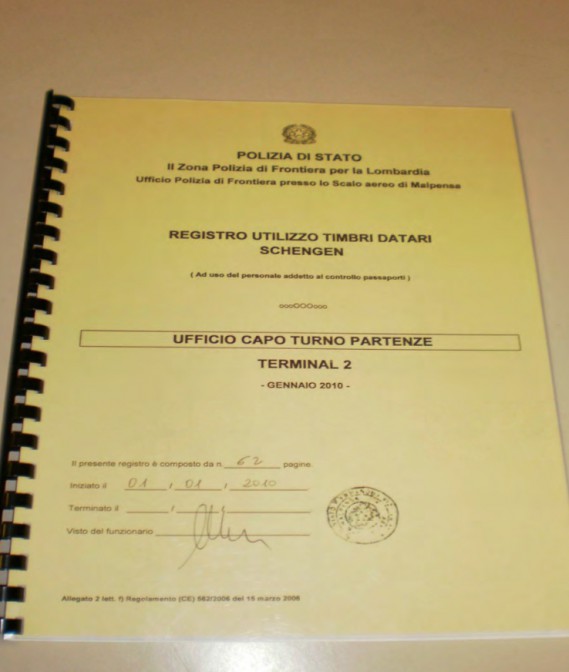 POLIZIA DI STATO
II Zona Polizia di Frontiera per la Lombardia
Ufficio Polizia di Frontiera presso lo Scalo aereo di Malpensa
REGISTRO UTILIZZO TIMBRI DATARI
SCHENGEN
( Ad uso del personale addetto al controllo passaporti )
oooOOOooo
UFFICIO CAPO TURNO PARTENZE
TERMINAL 2
- GENNAIO 2010 -
Il presente registro è composto da n. 62 pagine.
Iniziato il 01 / 01 / 2010
Terminato il / /
Visto del funzionario
Allegato 2 lett. f) Regolamento (CE) 562/2006 del 15 marzo 2006